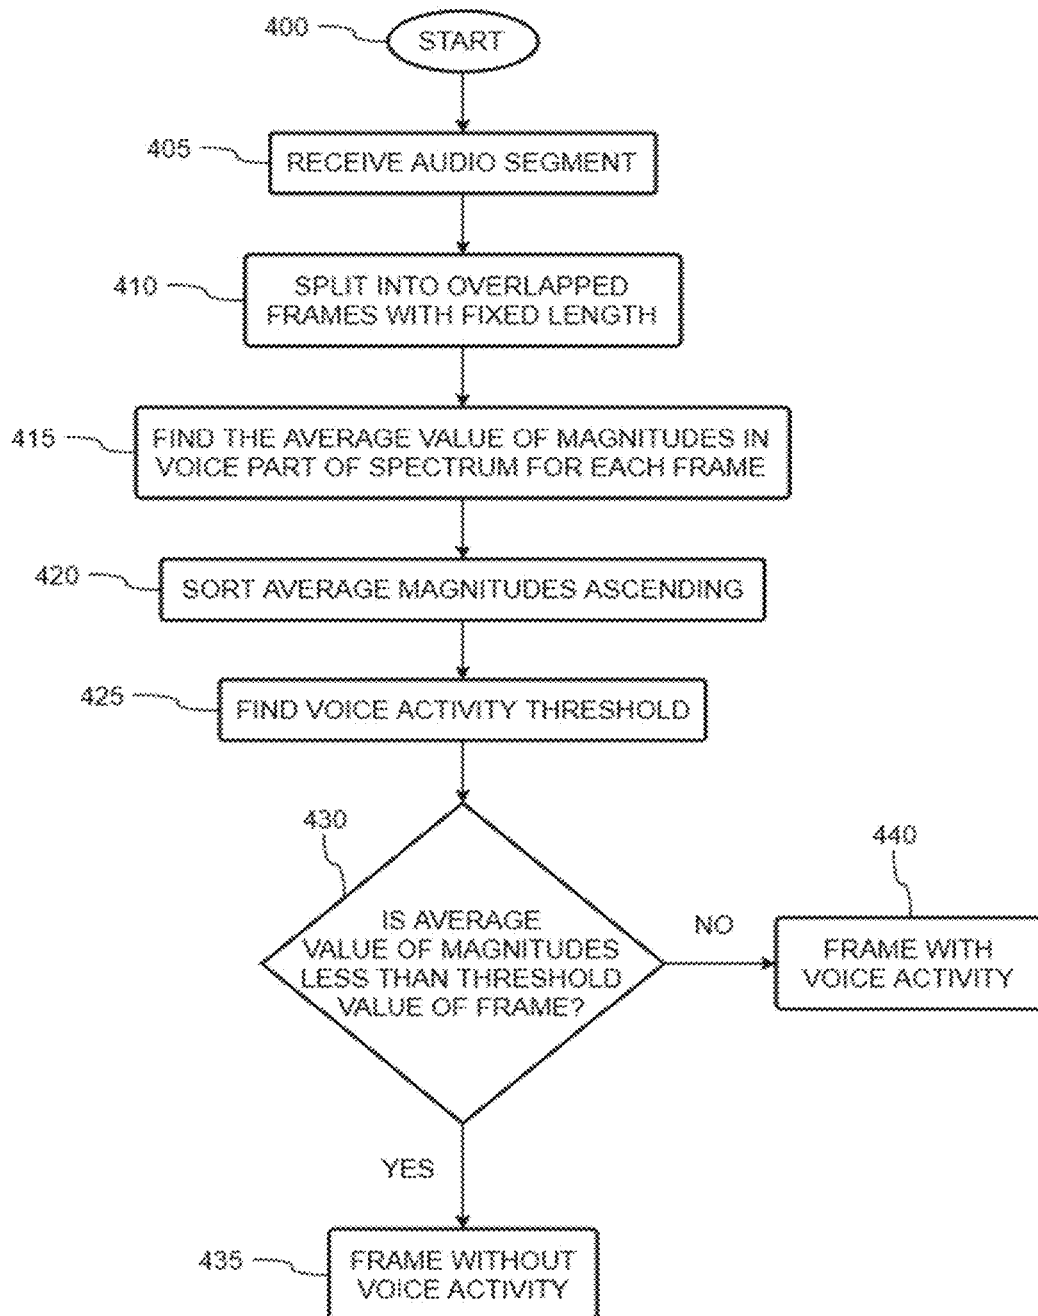 400
START
405
RECEIVE AUDIO SEGMENT
410
SPLIT INTO OVERLAPPED
FRAMES WITH FIXED LENGTH
415
FIND THE AVERAGE VALUE OF MAGNITUDES IN
VOICE PART OF SPECTRUM FOR EACH FRAME
420
SORT AVERAGE MAGNITUDES ASCENDING
425
FIND VOICE ACTIVITY THRESHOLD
430
IS AVERAGE
VALUE OF MAGNITUDES
LESS THAN THRESHOLD
VALUE OF FRAME?
NO
440
FRAME WITH
VOICE ACTIVITY
YES
435
FRAME WITHOUT
VOICE ACTIVITY